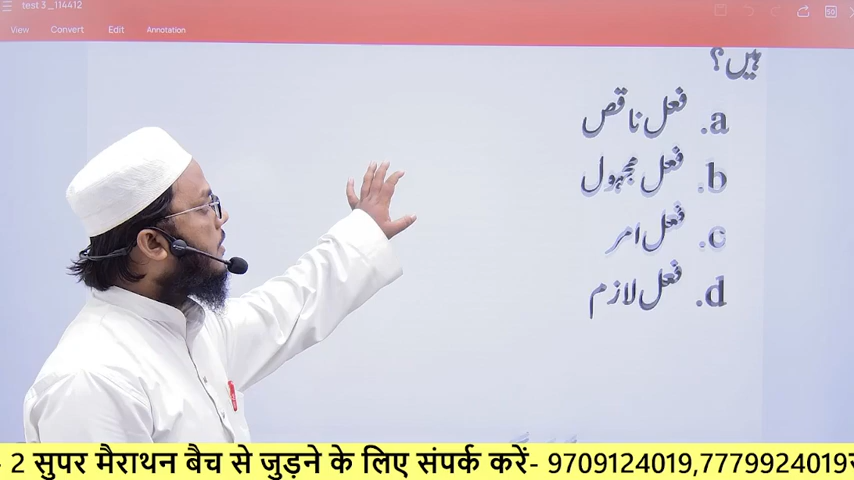 test 3 _114412
View Convert Edit Annotation
ہیں؟
a. فعل ناقص
b. فعل مجہول
c. فعل امر
d. فعل لازم
- 2 सुपर मैराथन बैच से जुड़ने के लिए संपर्क करें- 9709124019,7779924019